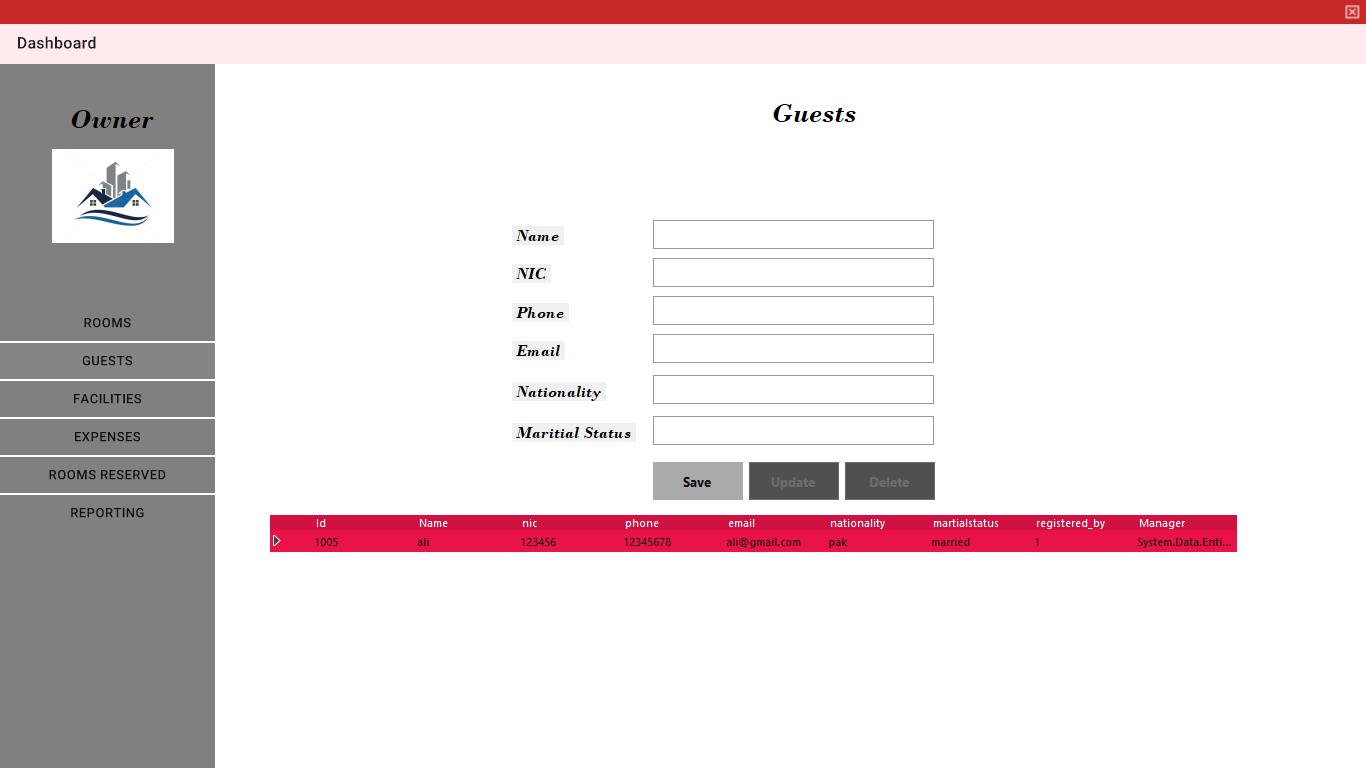 Dashboard
Owner
ROOMS
GUESTS
FACILITIES
EXPENSES
ROOMS RESERVED
REPORTING
Guests
Name
NIC
Phone
Email
Nationality
Maritial Status
Save Update Delete
Id Name nic phone email nationality martialstatus registered_by Manager
1005 ali 123456 12345678 ali@gmail.com pak married 1 System.Data.Enti...